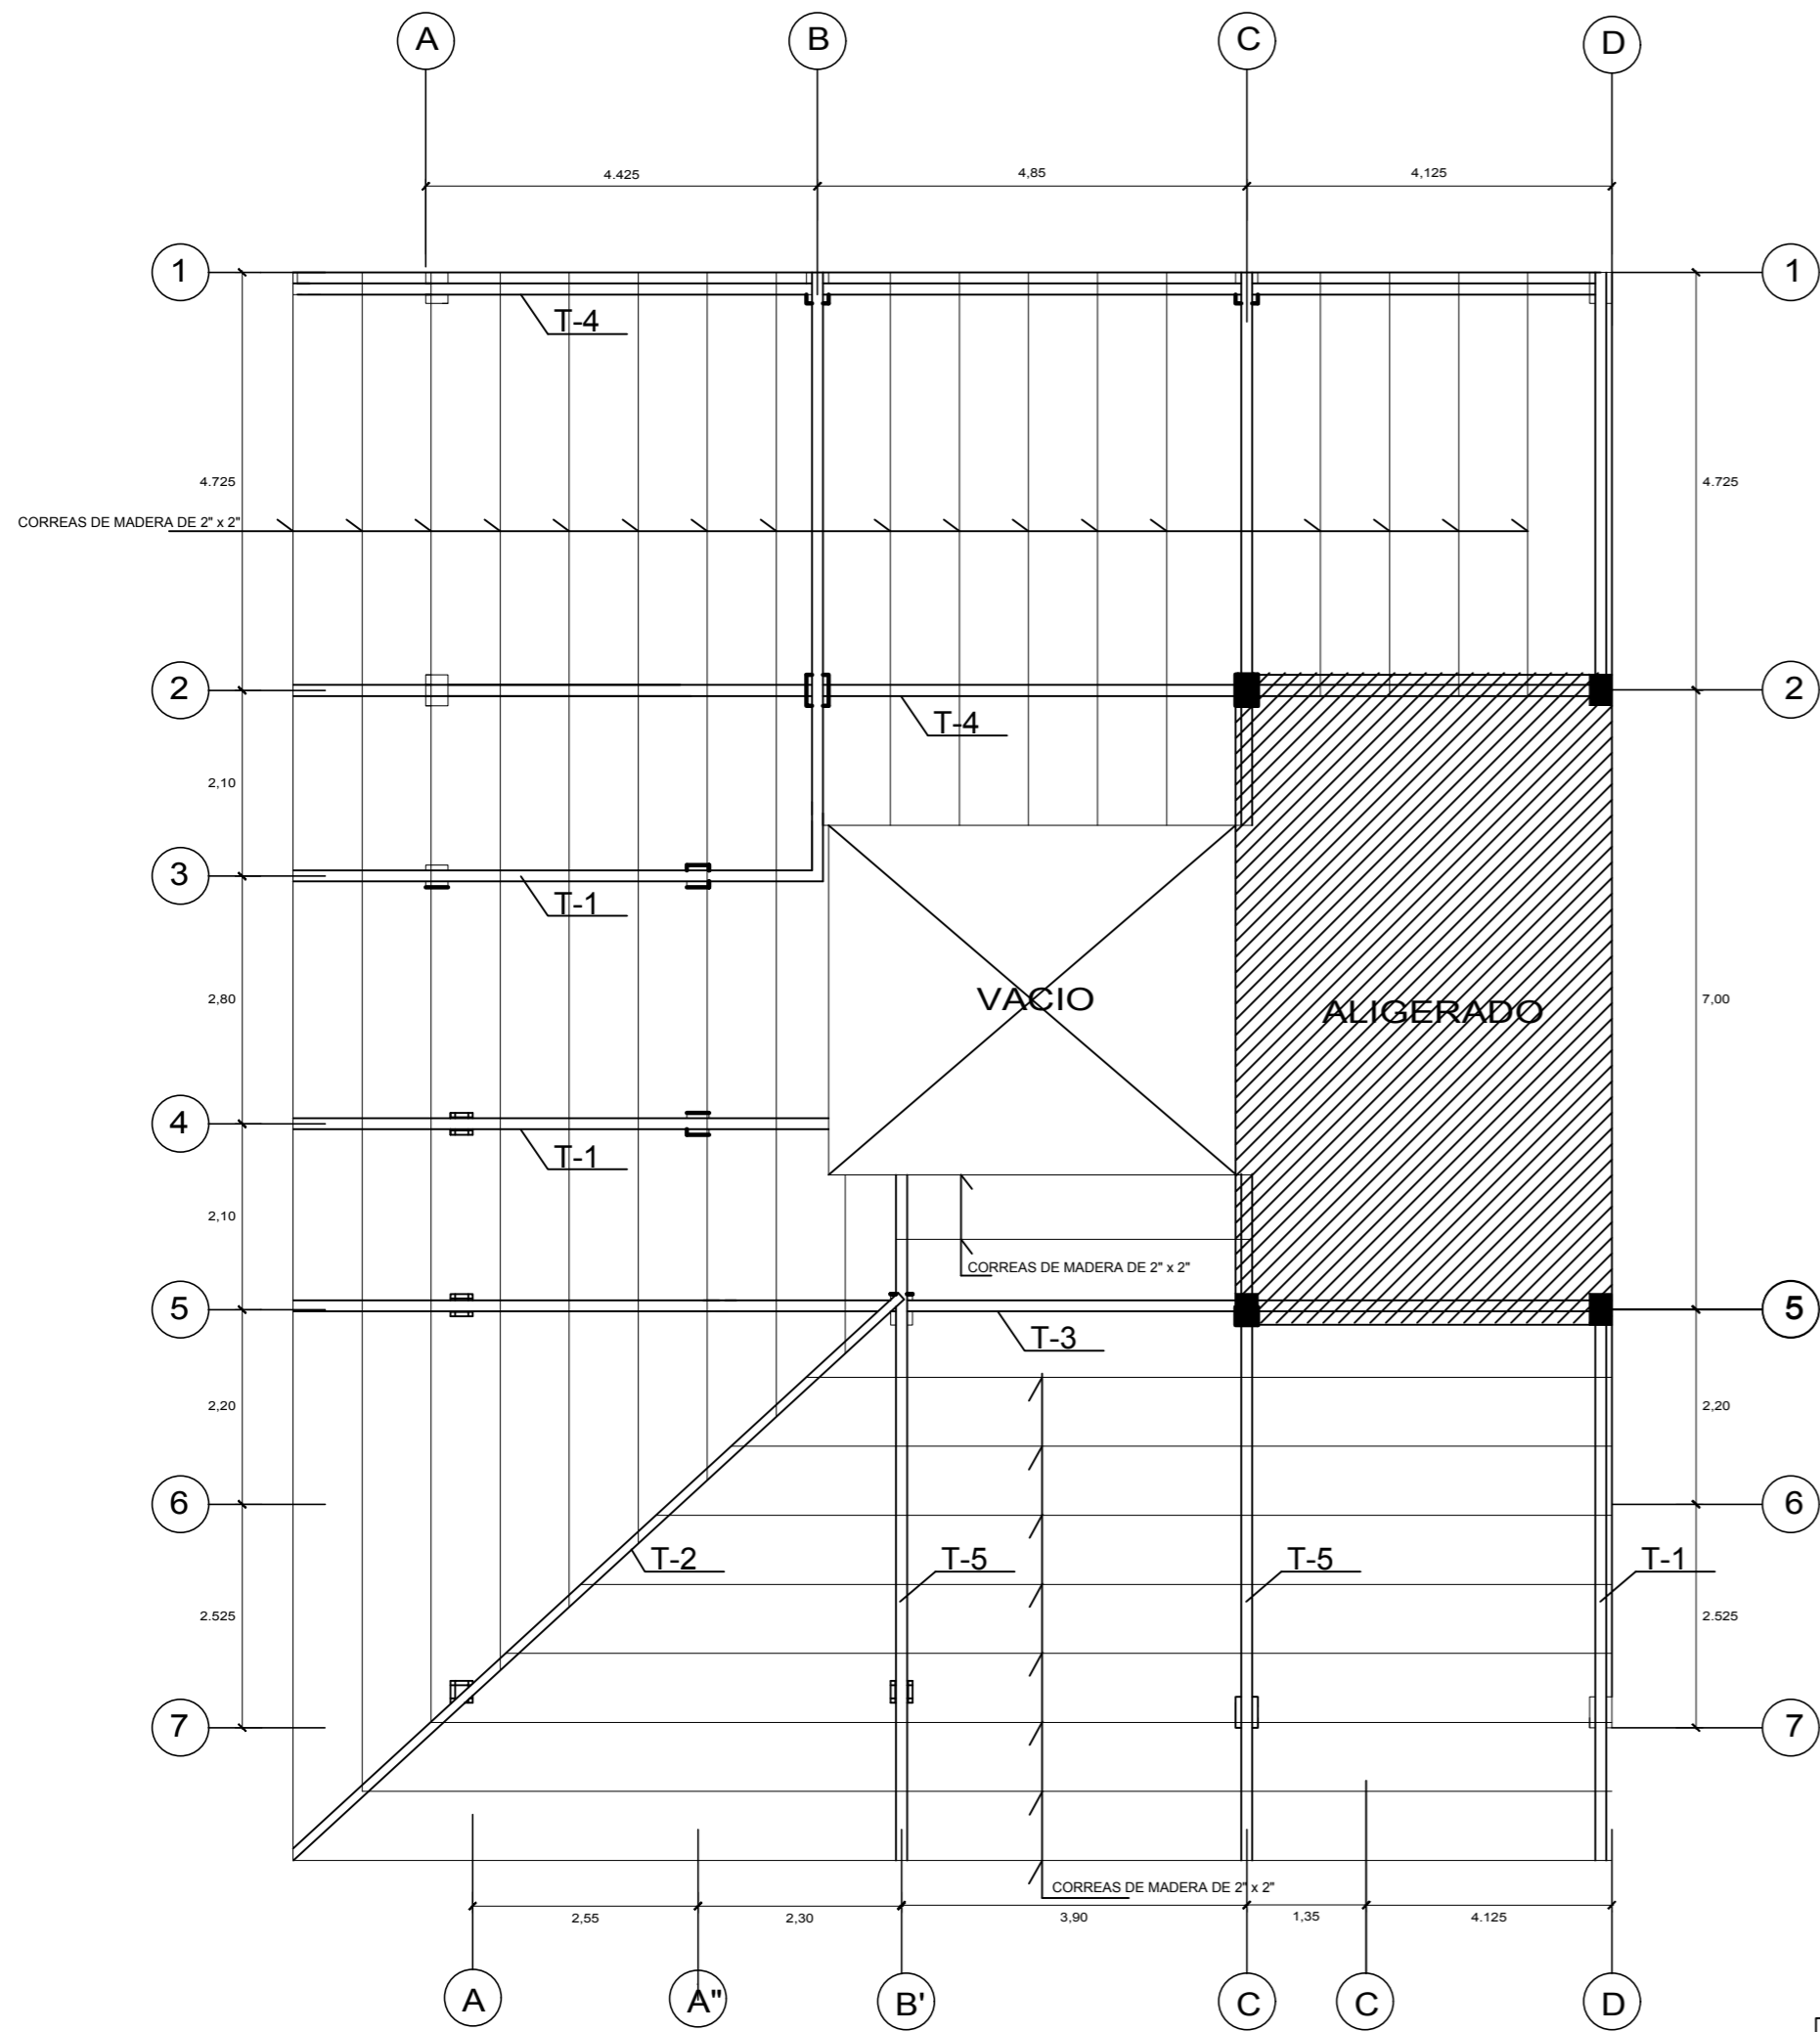 A B C D
4.425 4,85 4,125
1 1
T-4
4.725 4.725
CORREAS DE MADERA DE 2" x 2"
2 2
T-4
2,10
3
T-1
2,80 VACIO ALIGERADO 7,00
4
T-1
2,10
CORREAS DE MADERA DE 2" x 2"
5 5
T-3
2,20 2,20
6 6
T-2 T-5 T-5 T-1
2.525 2.525
7 7
CORREAS DE MADERA DE 2" x 2"
2,55 2,30 3,90 1,35 4.125
A A" B' C C D